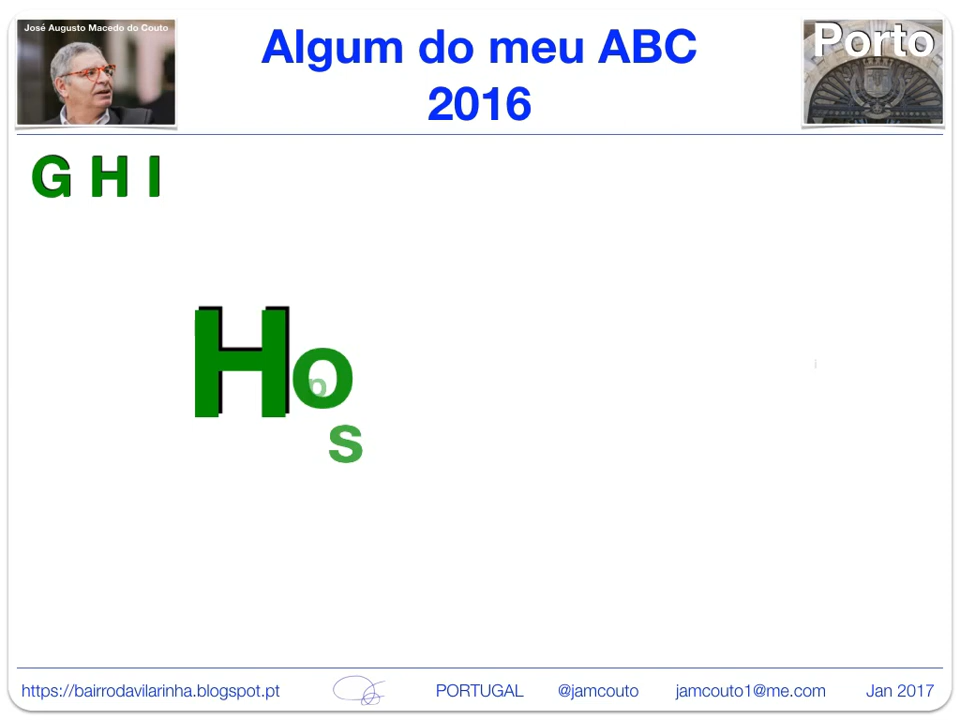 José Augusto Macedo do Couto
Algum do meu ABC
2016
Porto
G H I
Hosp
https://bairrodavilarinha.blogspot.pt PORTUGAL @jamcouto jamcouto1@me.com Jan 2017